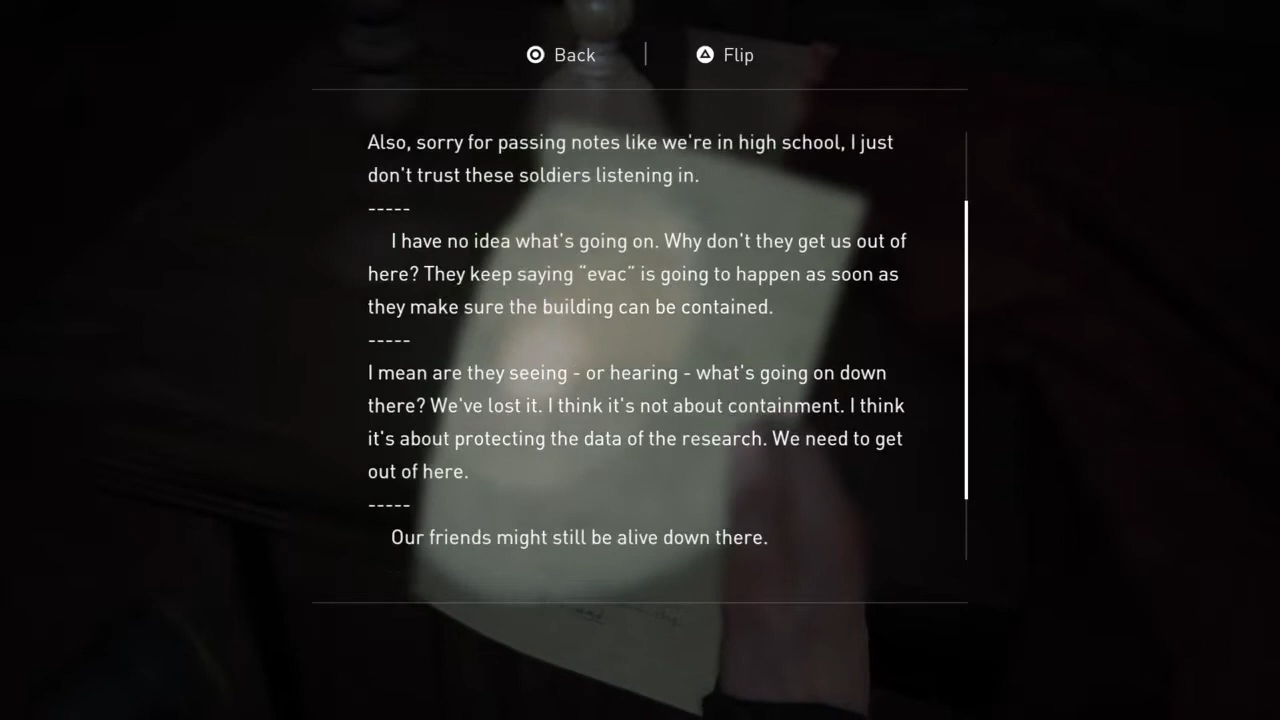 Back | Flip
Also, sorry for passing notes like we're in high school, I just
don't trust these soldiers listening in.
-----
I have no idea what's going on. Why don't they get us out of
here? They keep saying “evac” is going to happen as soon as
they make sure the building can be contained.
-----
I mean are they seeing - or hearing - what's going on down
there? We've lost it. I think it's not about containment. I think
it's about protecting the data of the research. We need to get
out of here.
-----
Our friends might still be alive down there.